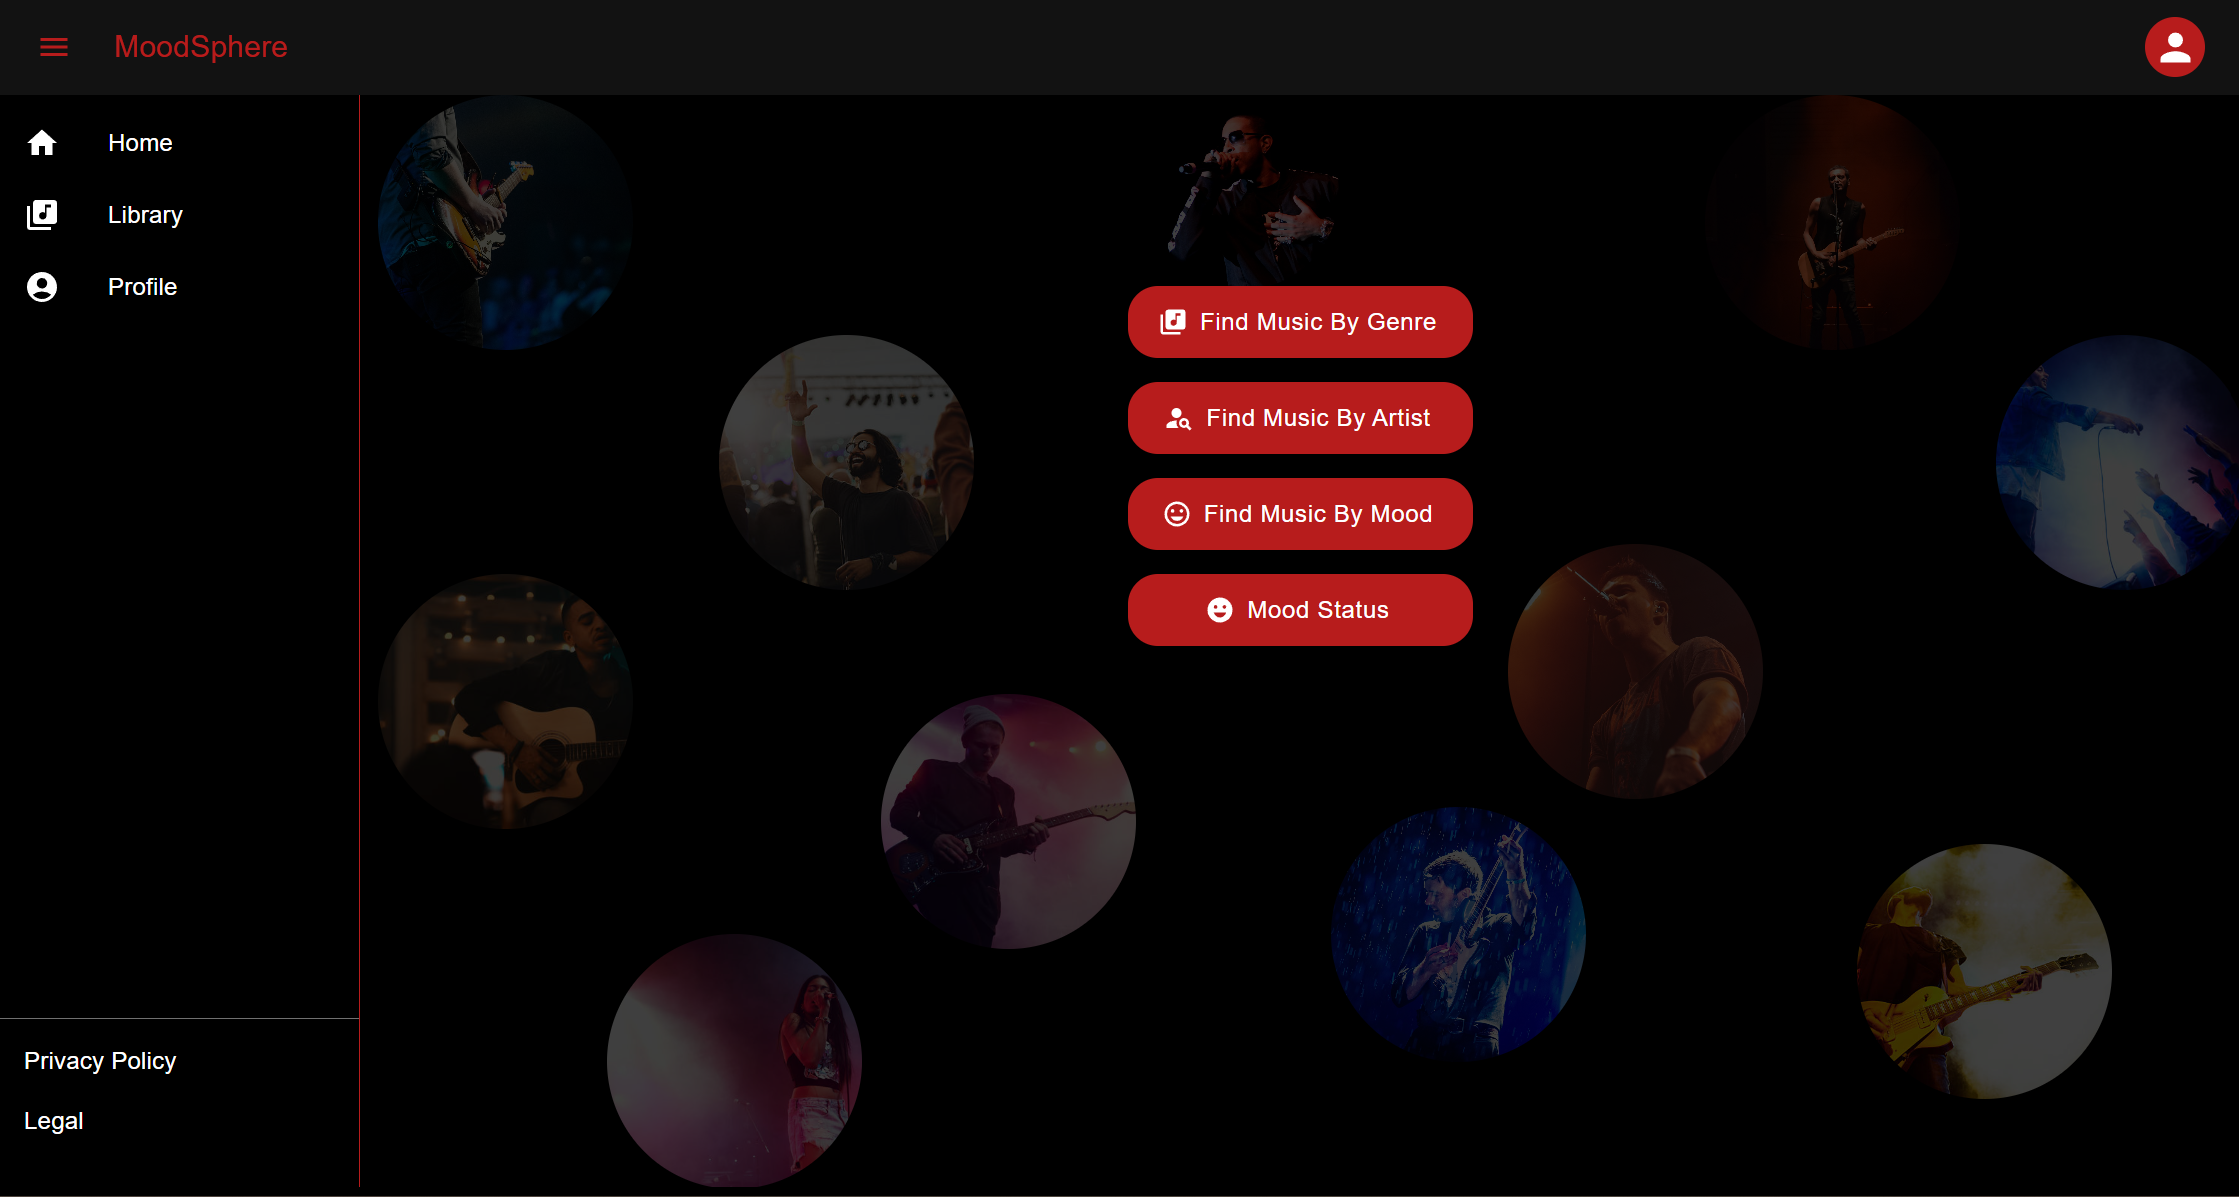 MoodSphere
Home
Library
Profile
Find Music By Genre
Find Music By Artist
Find Music By Mood
Mood Status
Privacy Policy
Legal